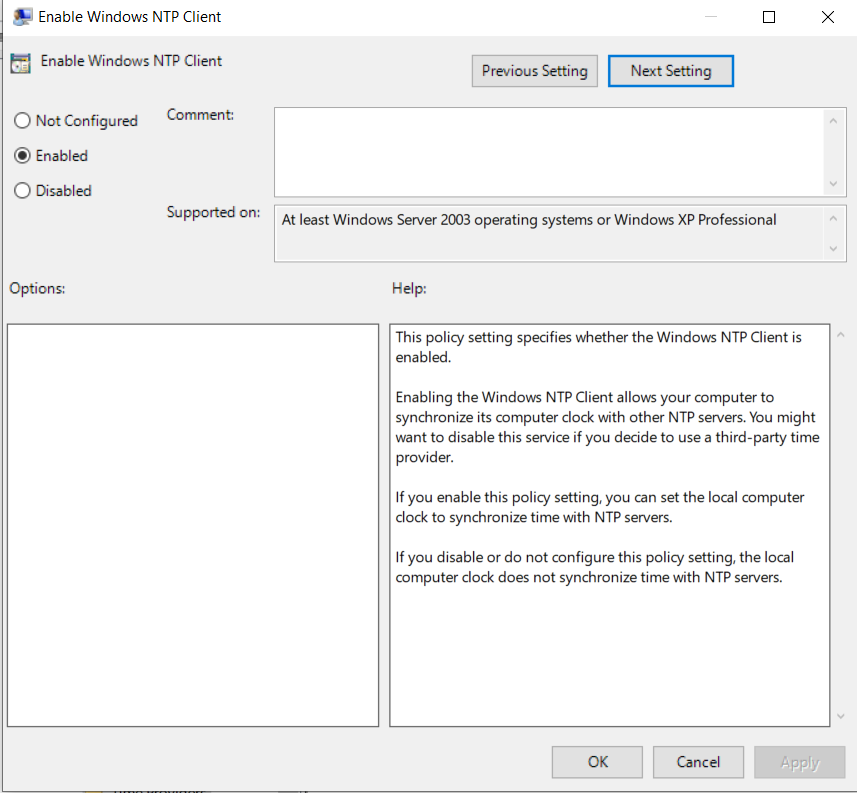 Enable Windows NTP Client
Enable Windows NTP Client
Previous Setting
Next Setting
Not Configured
Comment:
Enabled
Disabled
Supported on:
At least Windows Server 2003 operating systems or Windows XP Professional
Options:
Help:
This policy setting specifies whether the Windows NTP Client is
enabled.
Enabling the Windows NTP Client allows your computer to
synchronize its computer clock with other NTP servers. You might
want to disable this service if you decide to use a third-party time
provider.
If you enable this policy setting, you can set the local computer
clock to synchronize time with NTP servers.
If you disable or do not configure this policy setting, the local
computer clock does not synchronize time with NTP servers.
OK
Cancel
Apply
Time Providers